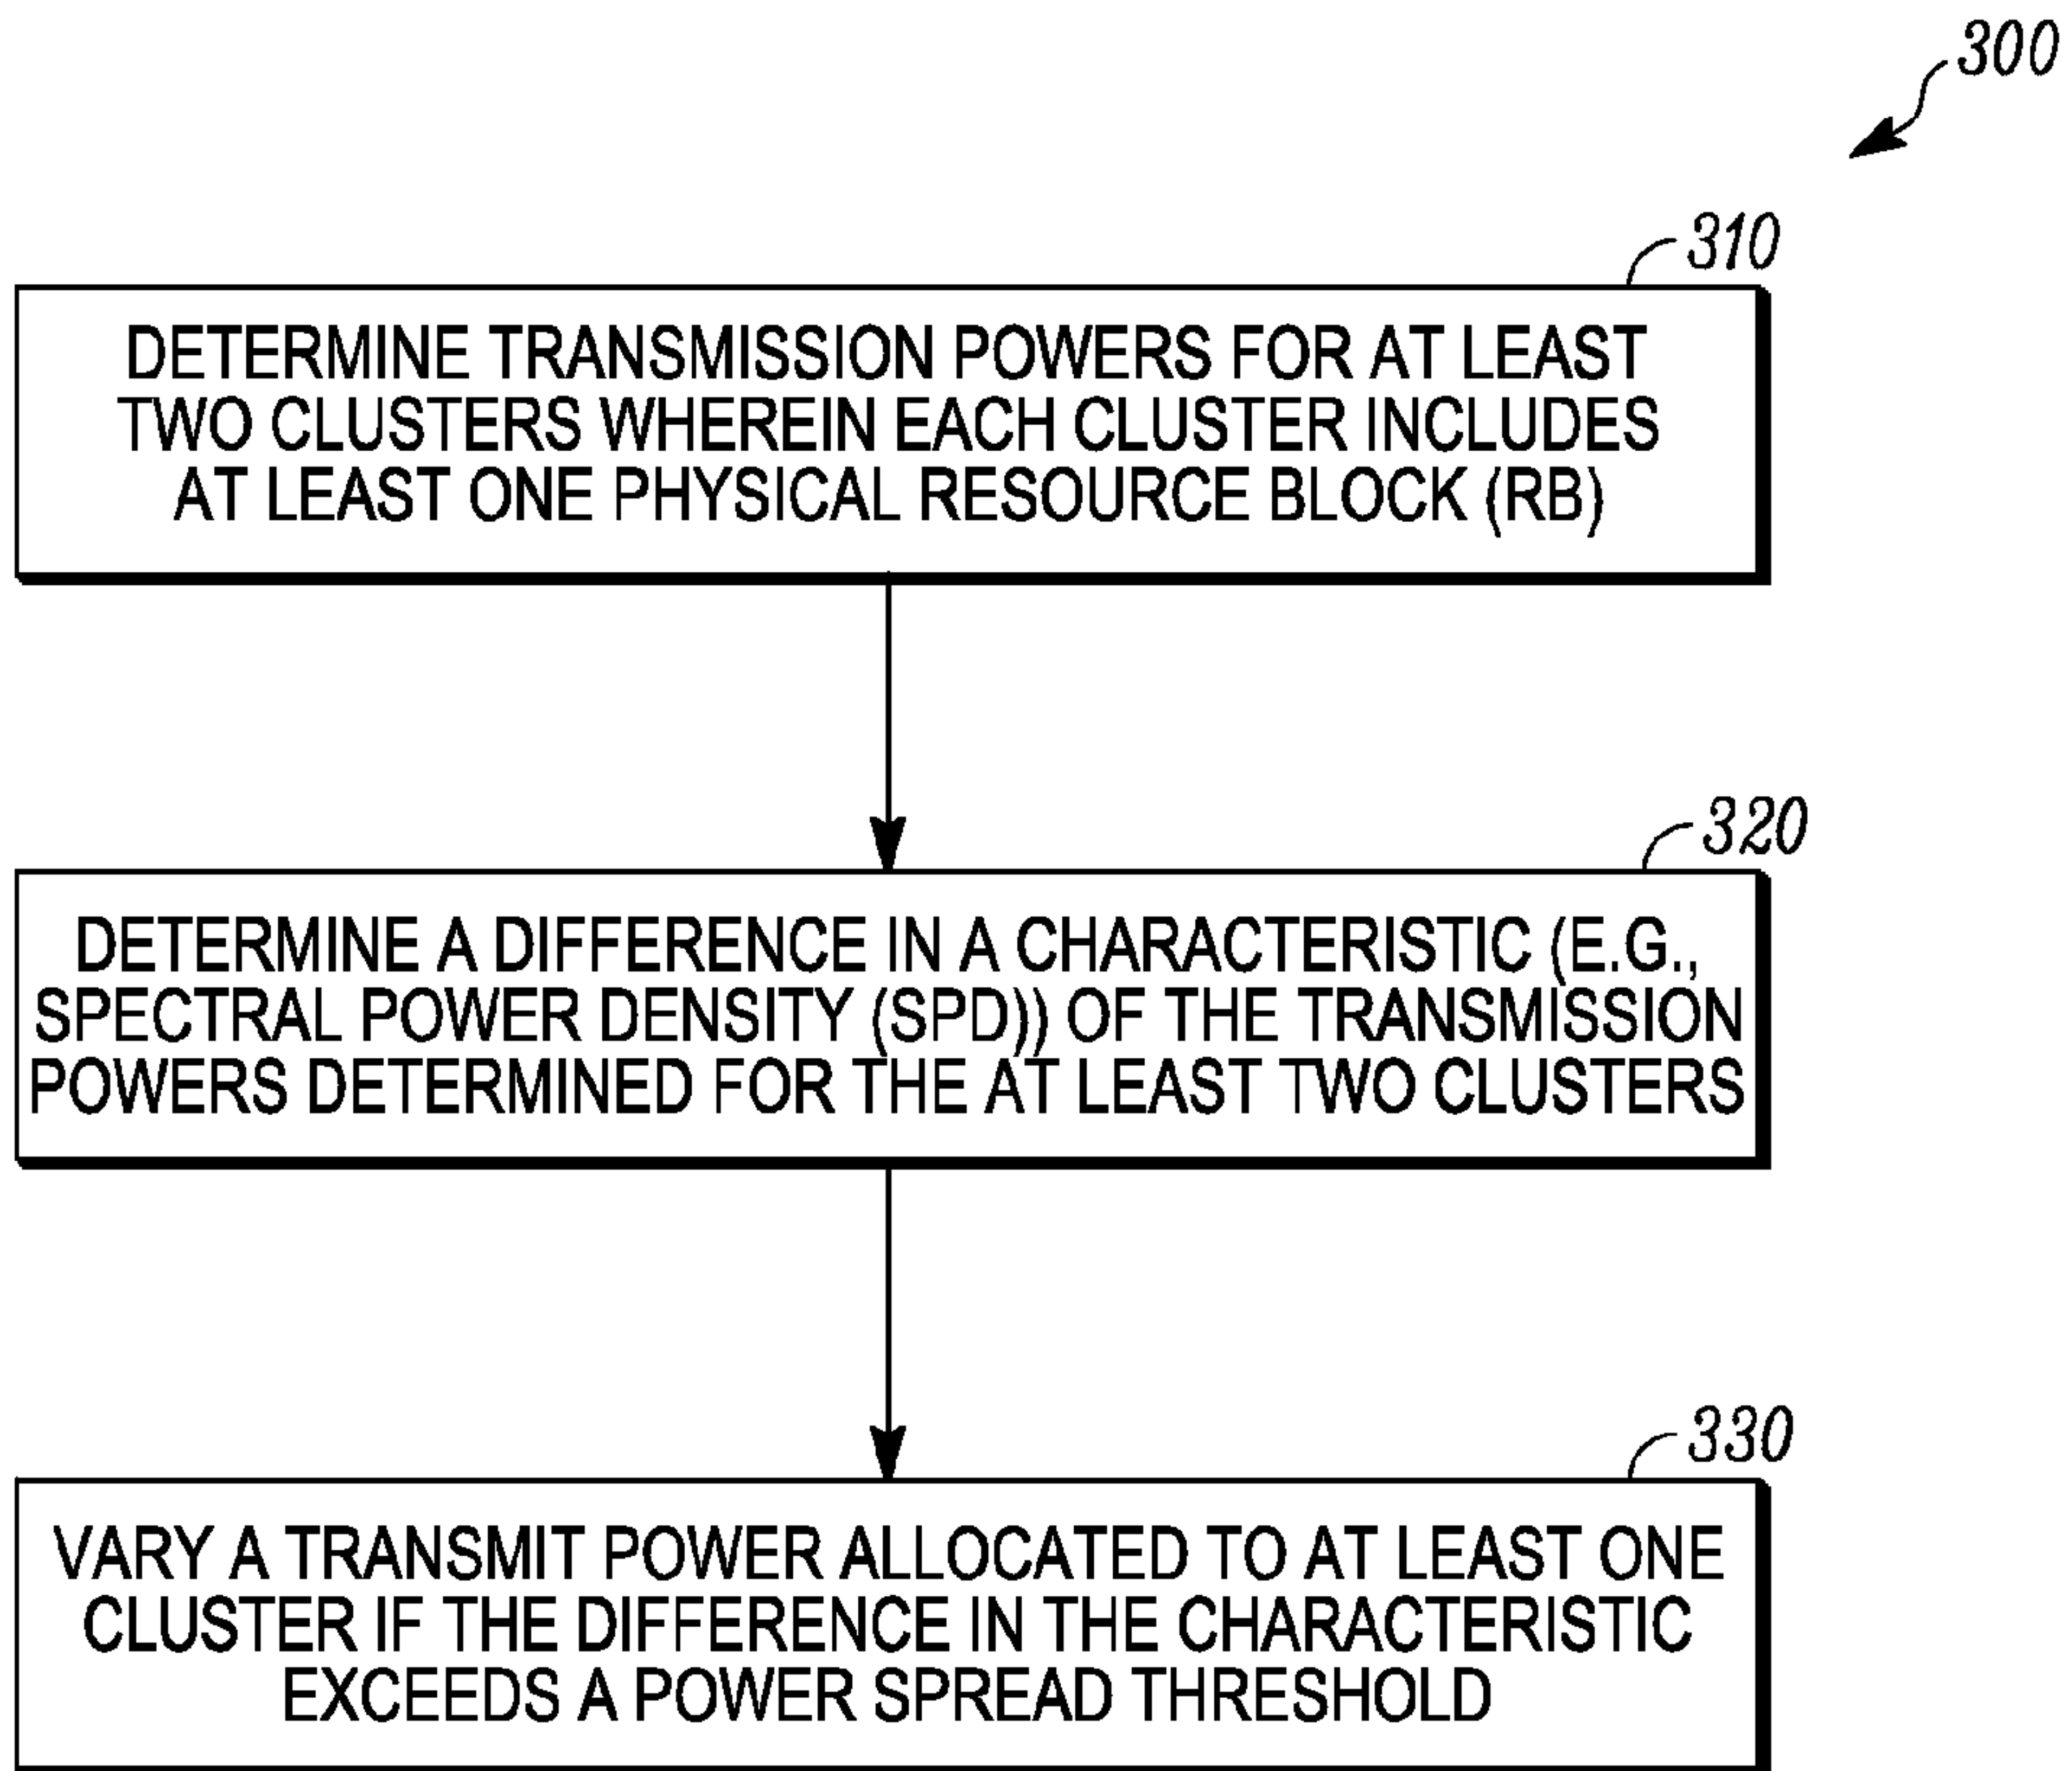 300
310
DETERMINE TRANSMISSION POWERS FOR AT LEAST
TWO CLUSTERS WHEREIN EACH CLUSTER INCLUDES
AT LEAST ONE PHYSICAL RESOURCE BLOCK (RB)
320
DETERMINE A DIFFERENCE IN A CHARACTERISTIC (E.G.,
SPECTRAL POWER DENSITY (SPD)) OF THE TRANSMISSION
POWERS DETERMINED FOR THE AT LEAST TWO CLUSTERS
330
VARY A TRANSMIT POWER ALLOCATED TO AT LEAST ONE
CLUSTER IF THE DIFFERENCE IN THE CHARACTERISTIC
EXCEEDS A POWER SPREAD THRESHOLD